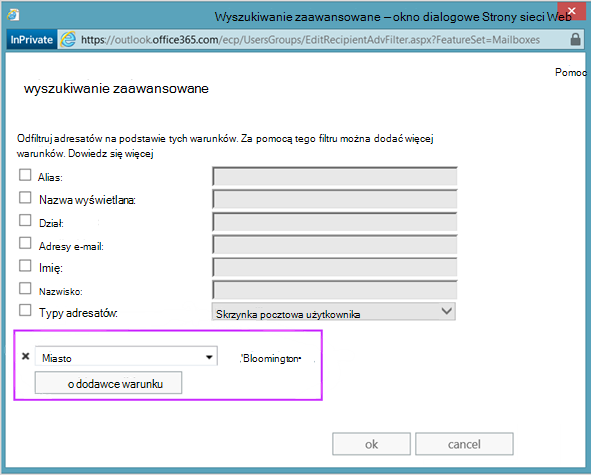 Wyszukiwanie zaawansowane – okno dialogowe Strony sieci Web
InPrivate https://outlook.office365.com/ecp/UsersGroups/EditRecipientAdvFilter.aspx?FeatureSet=Mailboxes
Pomoc
wyszukiwanie zaawansowane
Odfiltruj adresatów na podstawie tych warunków. Za pomocą tego filtru można dodać więcej
warunków. Dowiedz się więcej
Alias:
Nazwa wyświetlana:
Dział:
Adresy e-mail:
Imię:
Nazwisko:
Typy adresatów: Skrzynka pocztowa użytkownika
Miasto 'Bloomington
o dodawce warunku
ok cancel